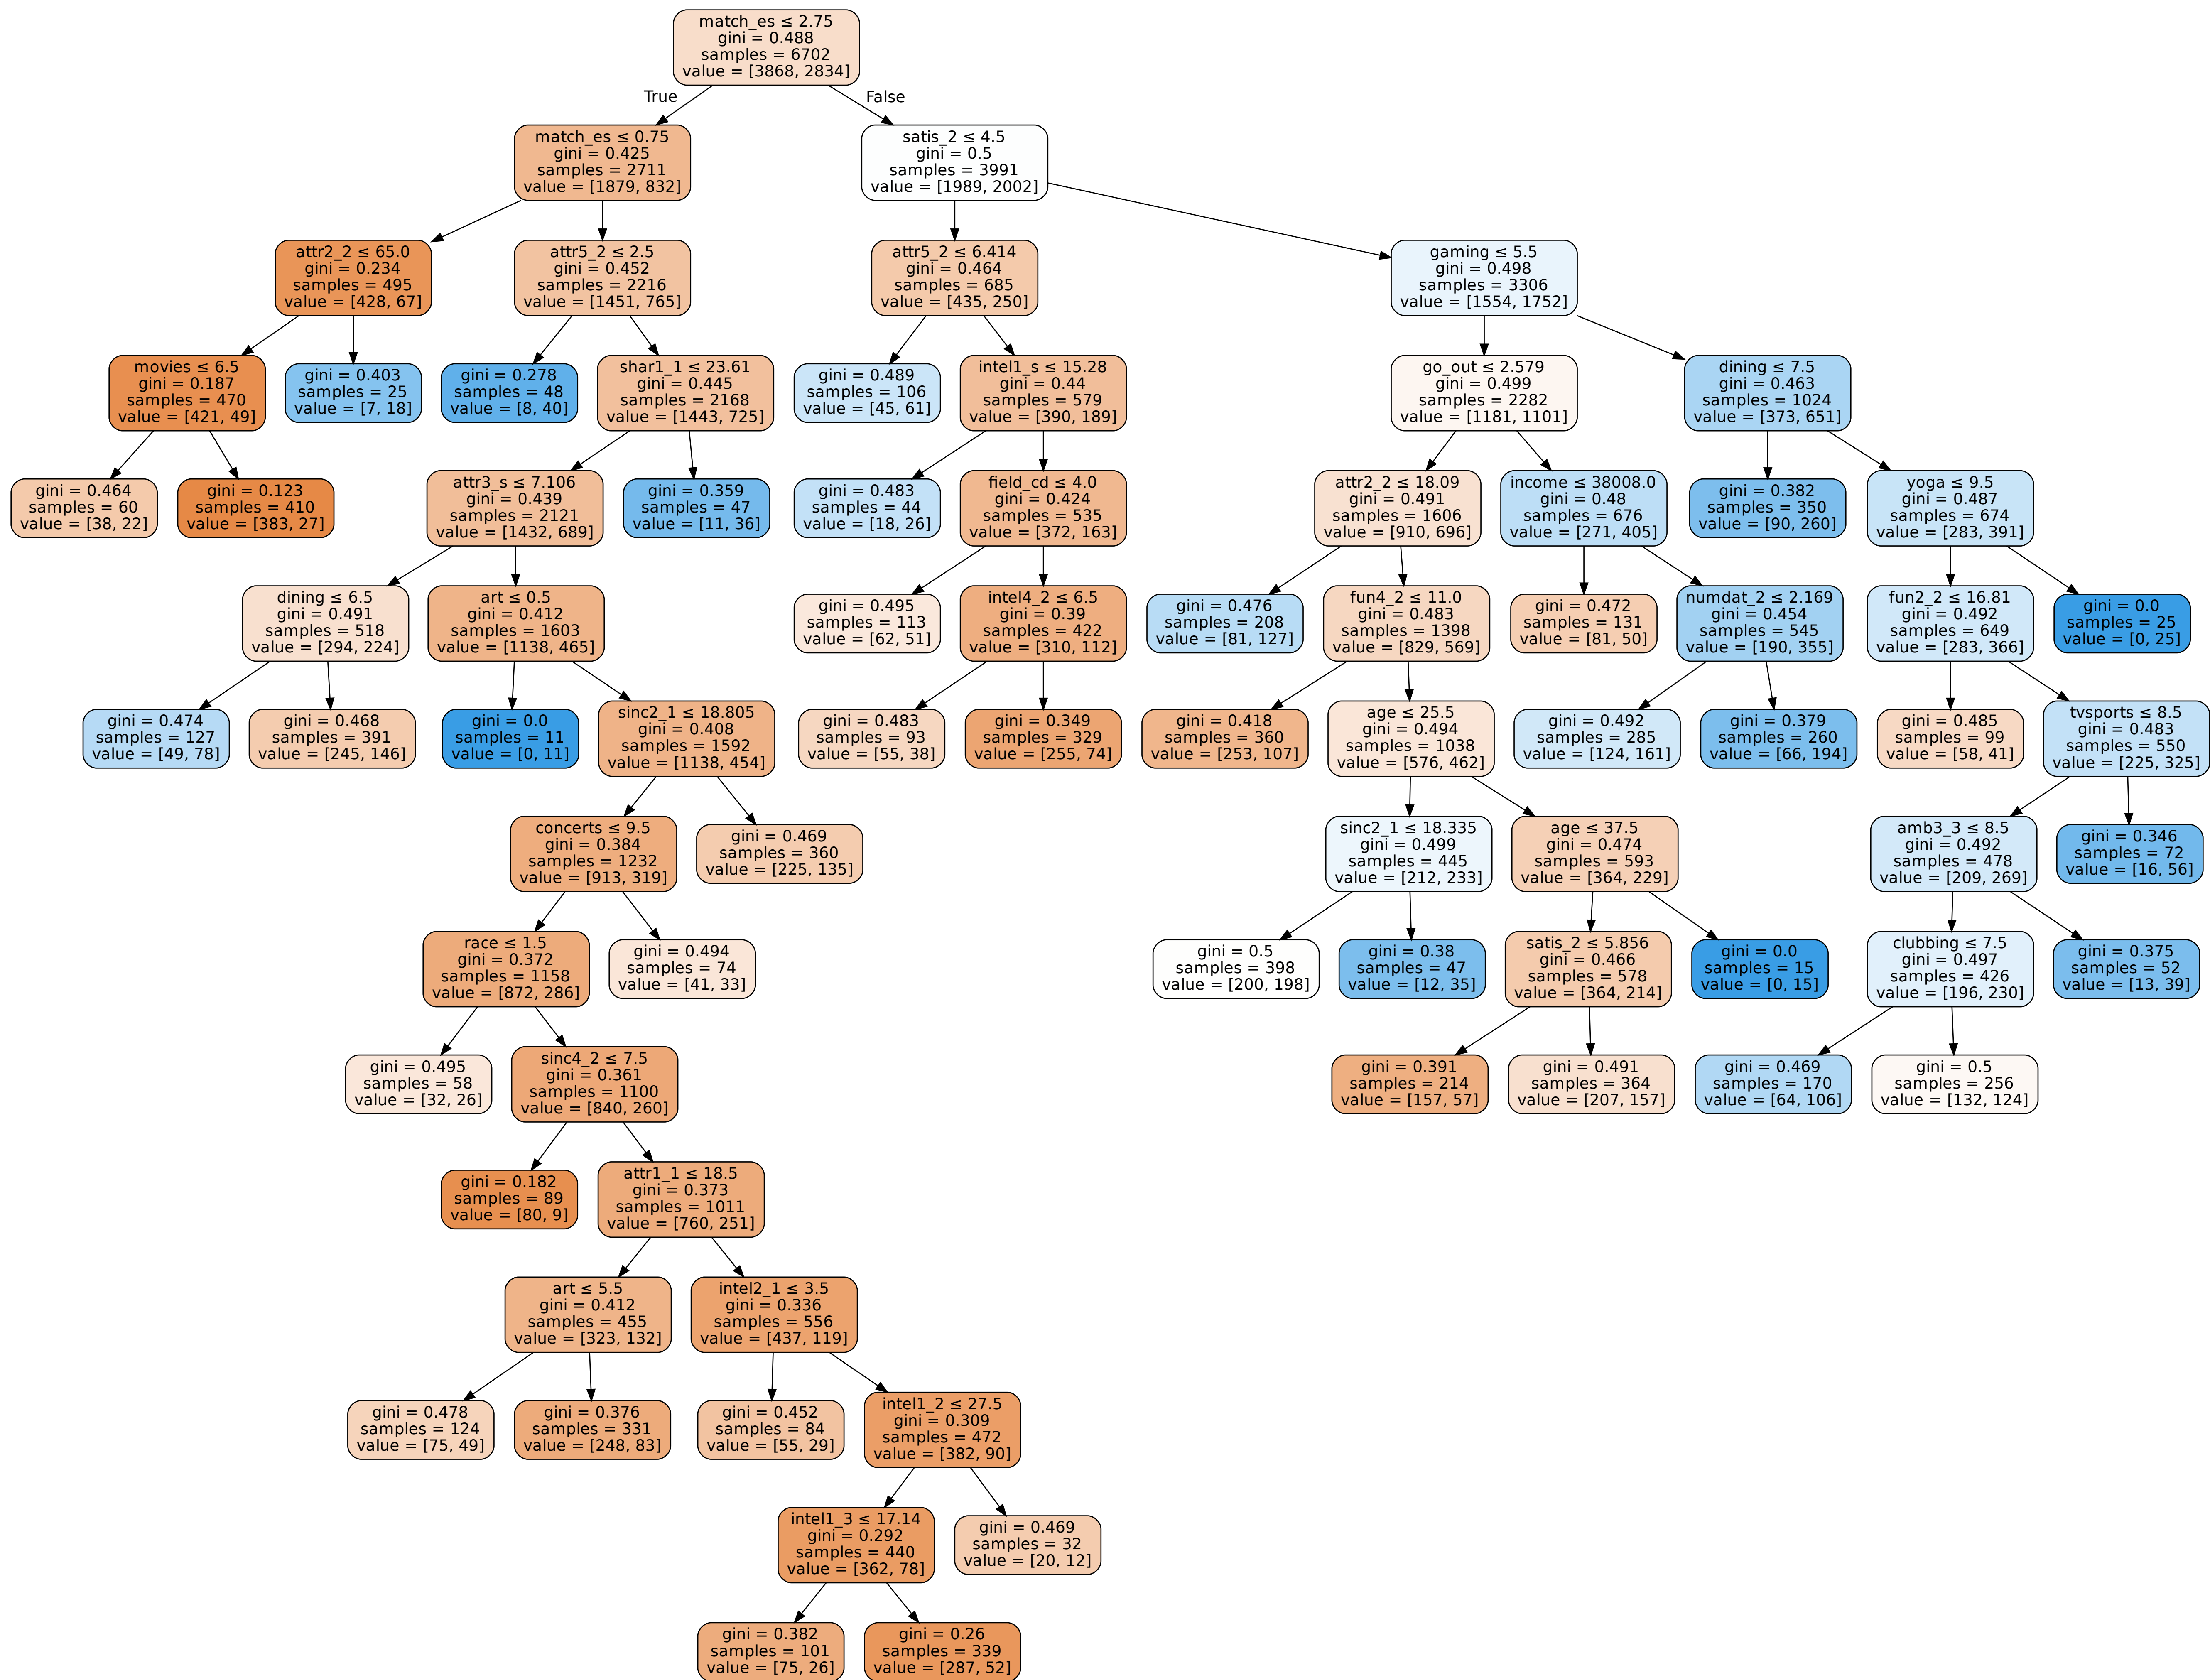 match_es ≤ 2.75
gini = 0.488
samples = 6702
value = [3868, 2834]
True
False
match_es ≤ 0.75
gini = 0.425
samples = 2711
value = [1879, 832]
satis_2 ≤ 4.5
gini = 0.5
samples = 3991
value = [1989, 2002]
attr2_2 ≤ 65.0
gini = 0.234
samples = 495
value = [428, 67]
attr5_2 ≤ 2.5
gini = 0.452
samples = 2216
value = [1451, 765]
attr5_2 ≤ 6.414
gini = 0.464
samples = 685
value = [435, 250]
gaming ≤ 5.5
gini = 0.498
samples = 3306
value = [1554, 1752]
movies ≤ 6.5
gini = 0.187
samples = 470
value = [421, 49]
gini = 0.403
samples = 25
value = [7, 18]
gini = 0.278
samples = 48
value = [8, 40]
shar1_1 ≤ 23.61
gini = 0.445
samples = 2168
value = [1443, 725]
gini = 0.489
samples = 106
value = [45, 61]
intel1_s ≤ 15.28
gini = 0.44
samples = 579
value = [390, 189]
go_out ≤ 2.579
gini = 0.499
samples = 2282
value = [1181, 1101]
dining ≤ 7.5
gini = 0.463
samples = 1024
value = [373, 651]
gini = 0.464
samples = 60
value = [38, 22]
gini = 0.123
samples = 410
value = [383, 27]
attr3_s ≤ 7.106
gini = 0.439
samples = 2121
value = [1432, 689]
gini = 0.359
samples = 47
value = [11, 36]
gini = 0.483
samples = 44
value = [18, 26]
field_cd ≤ 4.0
gini = 0.424
samples = 535
value = [372, 163]
attr2_2 ≤ 18.09
gini = 0.491
samples = 1606
value = [910, 696]
income ≤ 38008.0
gini = 0.48
samples = 676
value = [271, 405]
gini = 0.382
samples = 350
value = [90, 260]
yoga ≤ 9.5
gini = 0.487
samples = 674
value = [283, 391]
dining ≤ 6.5
gini = 0.491
samples = 518
value = [294, 224]
art ≤ 0.5
gini = 0.412
samples = 1603
value = [1138, 465]
gini = 0.495
samples = 113
value = [62, 51]
intel4_2 ≤ 6.5
gini = 0.39
samples = 422
value = [310, 112]
gini = 0.476
samples = 208
value = [81, 127]
fun4_2 ≤ 11.0
gini = 0.483
samples = 1398
value = [829, 569]
gini = 0.472
samples = 131
value = [81, 50]
numdat_2 ≤ 2.169
gini = 0.454
samples = 545
value = [190, 355]
fun2_2 ≤ 16.81
gini = 0.492
samples = 649
value = [283, 366]
gini = 0.0
samples = 25
value = [0, 25]
gini = 0.474
samples = 127
value = [49, 78]
gini = 0.468
samples = 391
value = [245, 146]
gini = 0.0
samples = 11
value = [0, 11]
sinc2_1 ≤ 18.805
gini = 0.408
samples = 1592
value = [1138, 454]
gini = 0.483
samples = 93
value = [55, 38]
gini = 0.349
samples = 329
value = [255, 74]
gini = 0.418
samples = 360
value = [253, 107]
age ≤ 25.5
gini = 0.494
samples = 1038
value = [576, 462]
gini = 0.492
samples = 285
value = [124, 161]
gini = 0.379
samples = 260
value = [66, 194]
gini = 0.485
samples = 99
value = [58, 41]
tvsports ≤ 8.5
gini = 0.483
samples = 550
value = [225, 325]
concerts ≤ 9.5
gini = 0.384
samples = 1232
value = [913, 319]
gini = 0.469
samples = 360
value = [225, 135]
sinc2_1 ≤ 18.335
gini = 0.499
samples = 445
value = [212, 233]
age ≤ 37.5
gini = 0.474
samples = 593
value = [364, 229]
amb3_3 ≤ 8.5
gini = 0.492
samples = 478
value = [209, 269]
gini = 0.346
samples = 72
value = [16, 56]
race ≤ 1.5
gini = 0.372
samples = 1158
value = [872, 286]
gini = 0.494
samples = 74
value = [41, 33]
gini = 0.5
samples = 398
value = [200, 198]
gini = 0.38
samples = 47
value = [12, 35]
satis_2 ≤ 5.856
gini = 0.466
samples = 578
value = [364, 214]
gini = 0.0
samples = 15
value = [0, 15]
clubbing ≤ 7.5
gini = 0.497
samples = 426
value = [196, 230]
gini = 0.375
samples = 52
value = [13, 39]
gini = 0.495
samples = 58
value = [32, 26]
sinc4_2 ≤ 7.5
gini = 0.361
samples = 1100
value = [840, 260]
gini = 0.391
samples = 214
value = [157, 57]
gini = 0.491
samples = 364
value = [207, 157]
gini = 0.469
samples = 170
value = [64, 106]
gini = 0.5
samples = 256
value = [132, 124]
gini = 0.182
samples = 89
value = [80, 9]
attr1_1 ≤ 18.5
gini = 0.373
samples = 1011
value = [760, 251]
art ≤ 5.5
gini = 0.412
samples = 455
value = [323, 132]
intel2_1 ≤ 3.5
gini = 0.336
samples = 556
value = [437, 119]
gini = 0.478
samples = 124
value = [75, 49]
gini = 0.376
samples = 331
value = [248, 83]
gini = 0.452
samples = 84
value = [55, 29]
intel1_2 ≤ 27.5
gini = 0.309
samples = 472
value = [382, 90]
intel1_3 ≤ 17.14
gini = 0.292
samples = 440
value = [362, 78]
gini = 0.469
samples = 32
value = [20, 12]
gini = 0.382
samples = 101
value = [75, 26]
gini = 0.26
samples = 339
value = [287, 52]